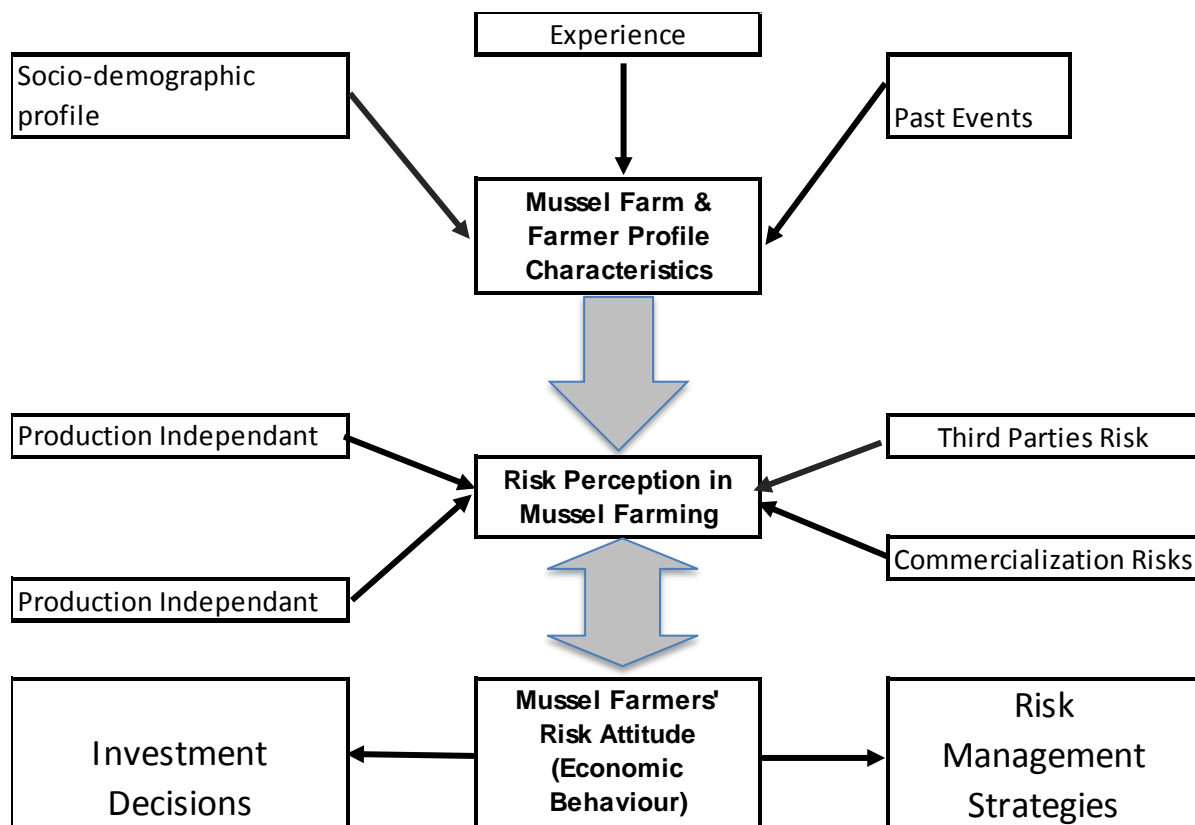 Experience
Socio-demographic
profile
Past Events
Mussel Farm &
Farmer Profile
Characteristics
Production Independant
Third Parties Risk
Risk Perception in
Mussel Farming
Commercialization Risks
Production Independant
Investment
Decisions
Mussel Farmers'
Risk Attitude
(Economic
Behaviour)
Risk
Management
Strategies